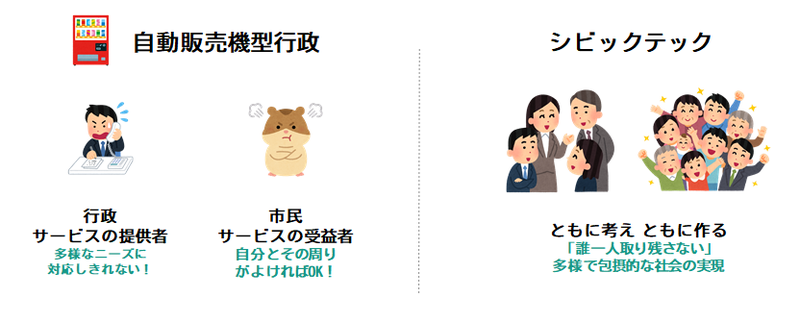 自動販売機型行政
シビックテック
行政
サービスの提供者
多様なニーズに
対応しきれない！
市民
サービスの受益者
自分とその周り
がよければOK！
ともに考え ともに作る
「誰一人取り残さない」
多様で包摂的な社会の実現